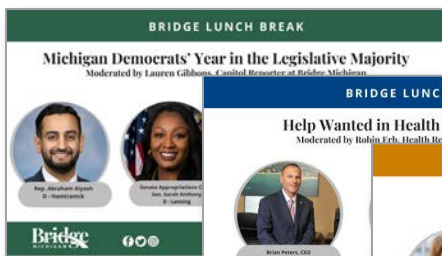 BRIDGE LUNCH BREAK
Michigan Democrats' Year in the Legislative Majority
Moderated by Lauren Gibbons, Capitol Reporter at Bridge Michigan
Rep. Abraham Aiyash
D - Hamtramck
Senate Appropriations C
Sen. Sarah Anthony
D - Lansing
Bridge
MICHIGAN
BRIDGE LUNC
Help Wanted in Health
Moderated by Robin Erb, Health Re
Brian Peters, CEO